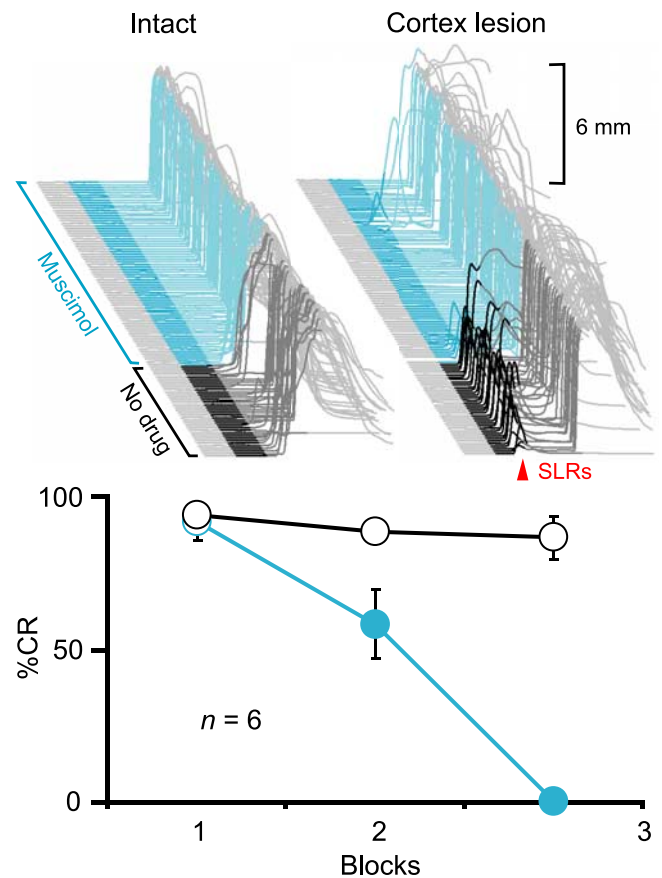 Intact
Cortex lesion
6 mm
Muscimol
No drug
SLRs
100
50
0
%CR
n = 6
1 2 3
Blocks